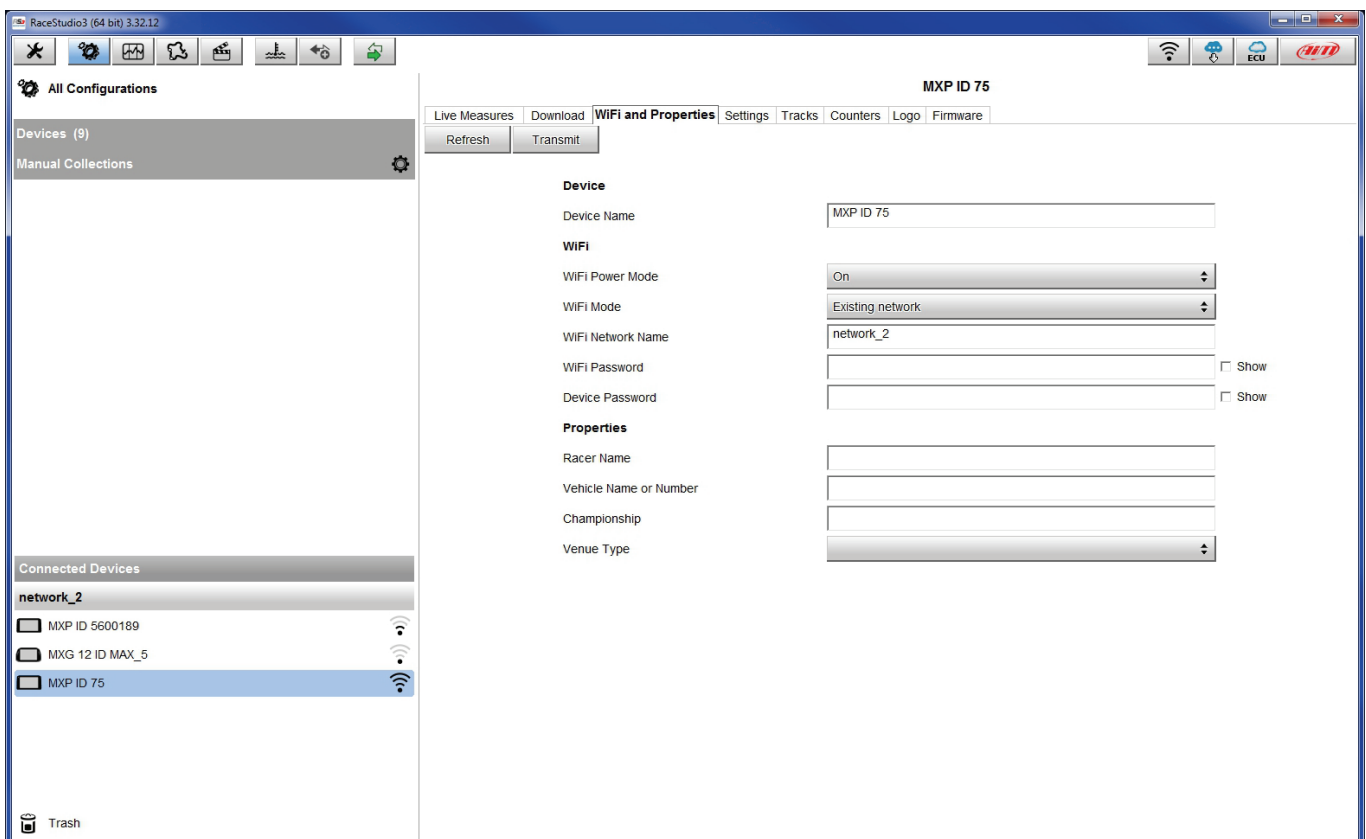 RaceStudio3 (64 bit) 3.32.12
ECU
AiM
All Configurations
MXP ID 75
Live Measures Download WiFi and Properties Settings Tracks Counters Logo Firmware
Devices (9)
Refresh Transmit
Manual Collections
Device
Device Name MXP ID 75
WiFi
WiFi Power Mode On
WiFi Mode Existing network
WiFi Network Name network_2
WiFi Password Show
Device Password Show
Properties
Racer Name
Vehicle Name or Number
Championship
Venue Type
Connected Devices
network_2
MXP ID 5600189
MXG 12 ID MAX_5
MXP ID 75
Trash